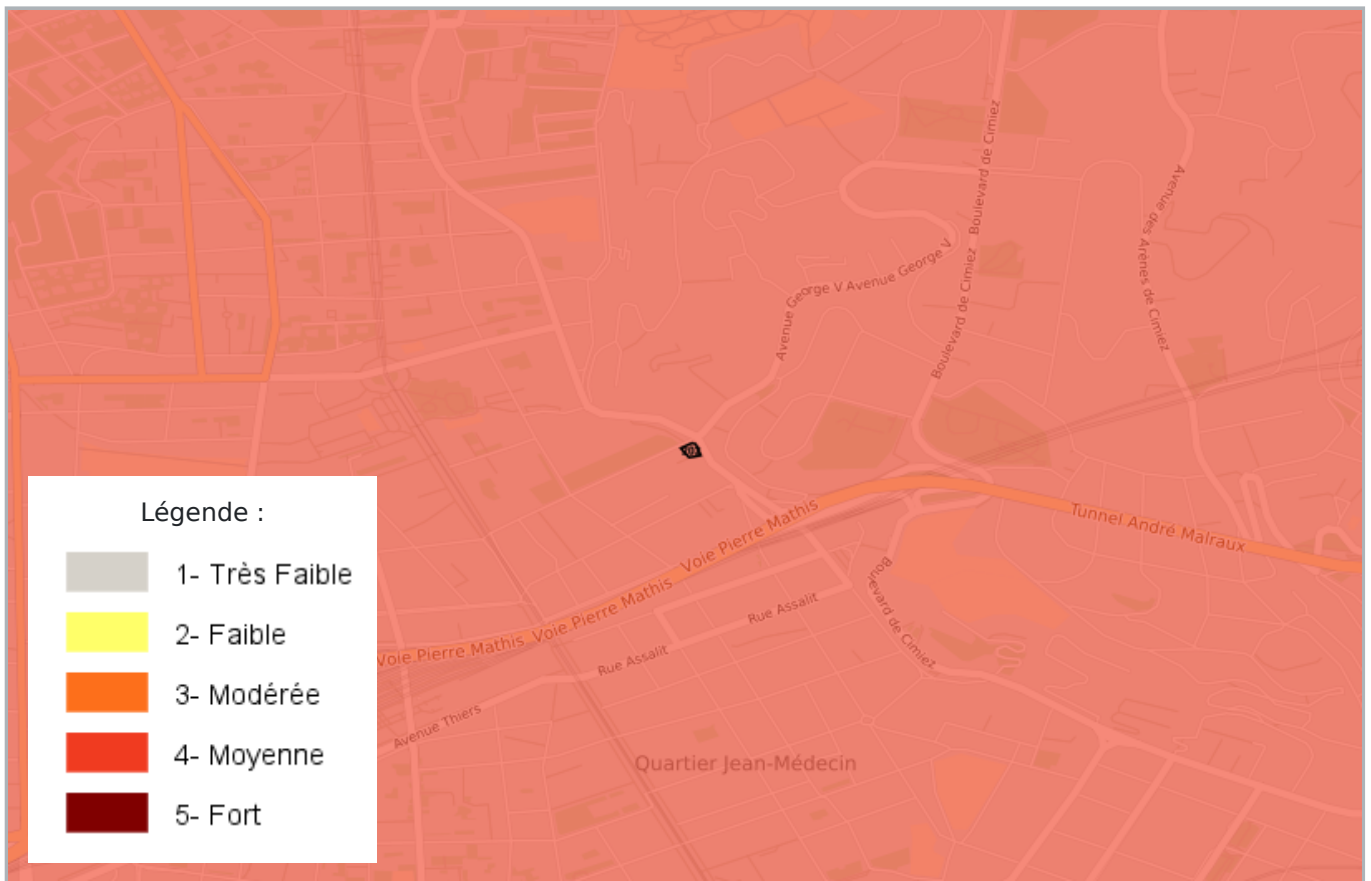 Boulevard de Cimiez
Boulevard de Cimiez
Avenue des Arènes de Cimiez
Avenue George V
Avenue George V
Tunnel André Malraux
Voie Pierre Mathis
Voie Pierre Mathis
Voie Pierre Mathis
Voie Pierre Mathis
Boulevard de Cimiez
Rue Assalit
Rue Assalit
Avenue Thiers
Quartier Jean-Médecin
Légende :
1- Très Faible
2- Faible
3- Modérée
4- Moyenne
5- Fort